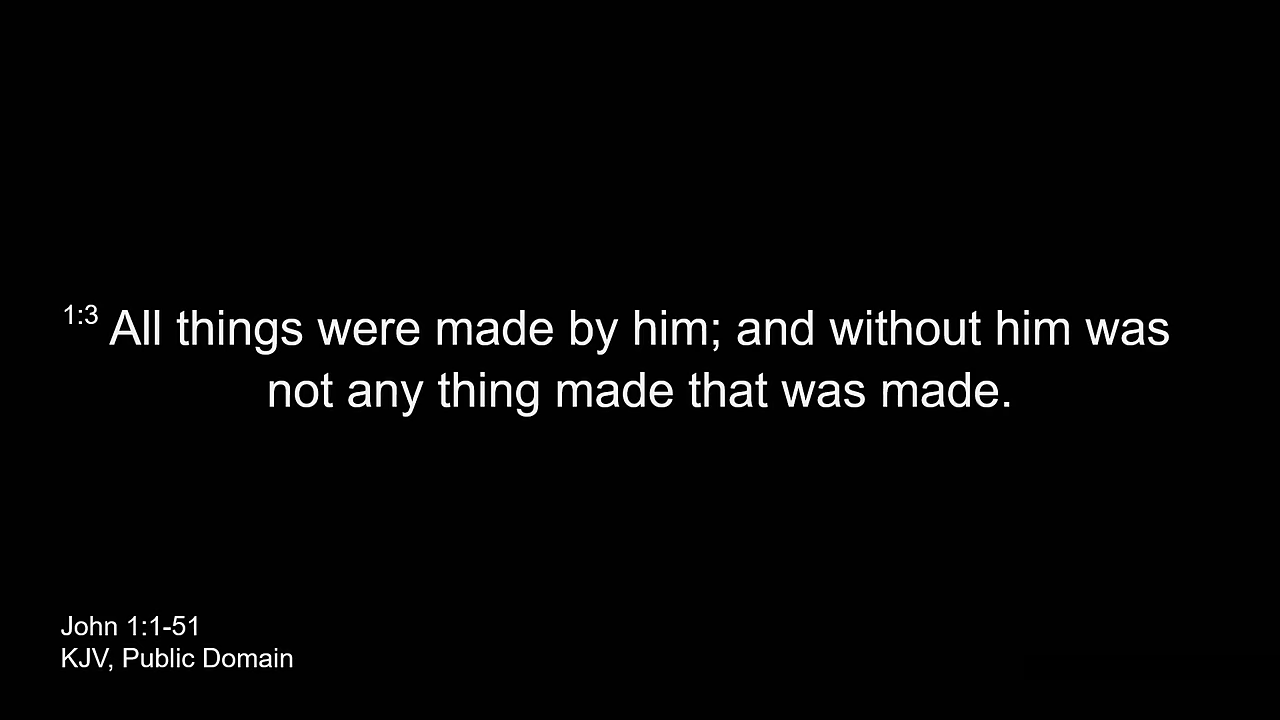 1:3 All things were made by him; and without him was
not any thing made that was made.
John 1:1-51
KJV, Public Domain